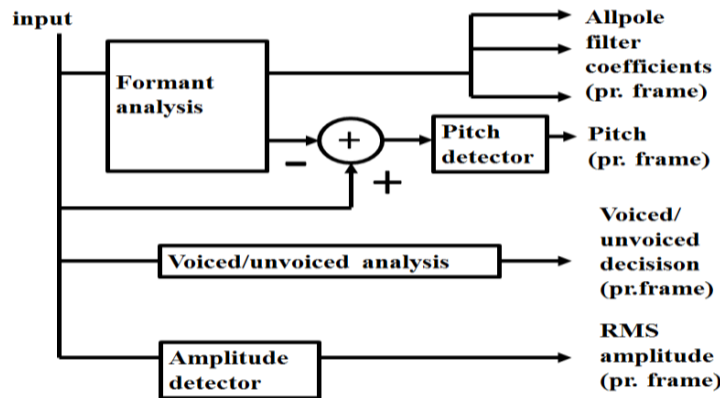 input
Formant
analysis
Allpole
filter
coefficients
(pr. frame)
−
+
+
Pitch
detector
Pitch
(pr. frame)
Voiced/unvoiced analysis
Voiced/
unvoiced
decisison
(pr.frame)
Amplitude
detector
RMS
amplitude
(pr. frame)